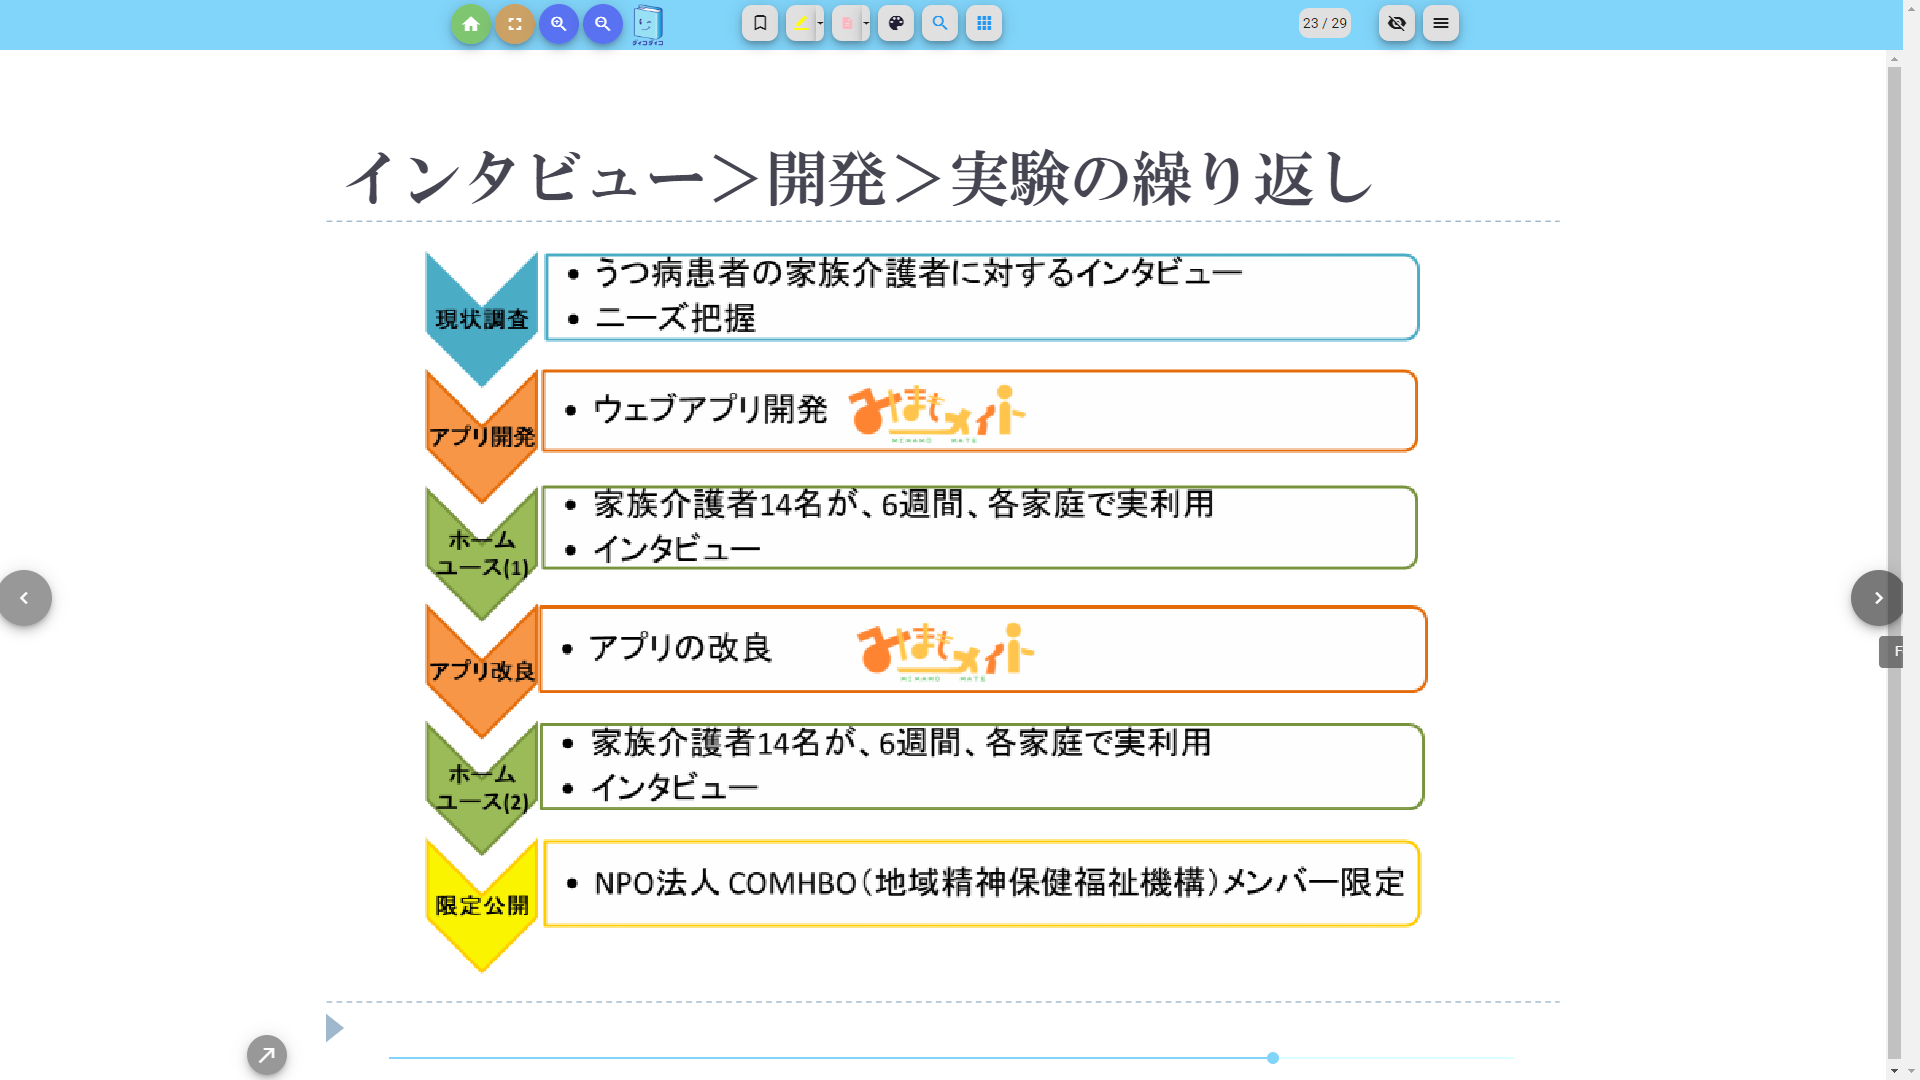 ダイコダイコ
23 / 29
インタビュー＞開発＞実験の繰り返し
現状調査
• うつ病患者の家族介護者に対するインタビュー
• ニーズ把握
アプリ開発
• ウェブアプリ開発 みまもメイト
MIMAMO MATE
ホーム
ユース(1)
• 家族介護者14名が、6週間、各家庭で実利用
• インタビュー
アプリ改良
• アプリの改良 みまもメイト
MIMAMO MATE
F
ホーム
ユース(2)
• 家族介護者14名が、6週間、各家庭で実利用
• インタビュー
限定公開
• NPO法人 COMHBO（地域精神保健福祉機構）メンバー限定